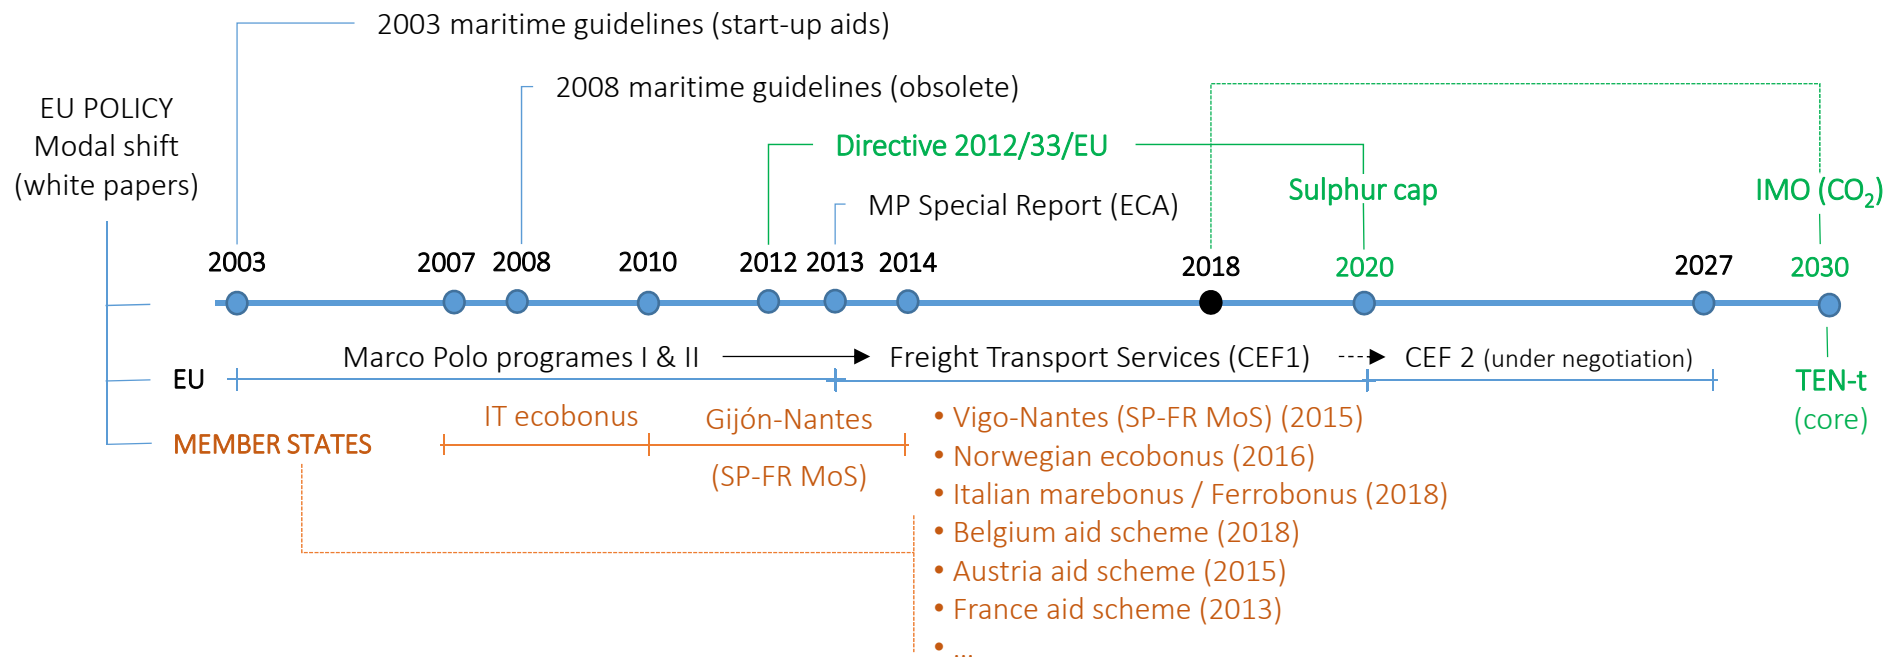 2003 maritime guidelines (start-up aids)
2008 maritime guidelines (obsolete)
EU POLICY
Modal shift
(white papers)
Directive 2012/33/EU
Sulphur cap
IMO (CO₂)
MP Special Report (ECA)
2003 2007 2008 2010 2012 2013 2014 2018 2020 2027 2030
Marco Polo programes I & II Freight Transport Services (CEF1) CEF 2 (under negotiation)
EU
TEN-t
(core)
MEMBER STATES
IT ecobonus
Gijón-Nantes
(SP-FR MoS)
• Vigo-Nantes (SP-FR MoS) (2015)
• Norwegian ecobonus (2016)
• Italian marebonus / Ferrobonus (2018)
• Belgium aid scheme (2018)
• Austria aid scheme (2015)
• France aid scheme (2013)
• ...